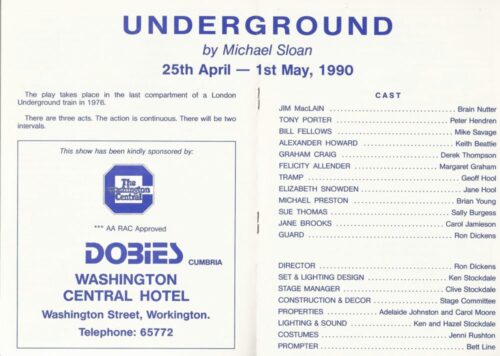 UNDERGROUND
by Michael Sloan
25th April — 1st May, 1990
The play takes place in the last compartment of a London
Underground train in 1976.
There are three acts. The action is continuous. There will be two
intervals.
This show has been kindly sponsored by:
The
Washington
Central
*** AA RAC Approved
DOBIES CUMBRIA
WASHINGTON
CENTRAL HOTEL
Washington Street, Workington.
Telephone: 65772
CAST
JIM MacLAIN ........ Brain Nutter
TONY PORTER ........ Peter Hendren
BILL FELLOWS ........ Mike Savage
ALEXANDER HOWARD ........ Keith Beattie
GRAHAM CRAIG ........ Derek Thompson
FELICITY ALLENDER ........ Margaret Graham
TRAMP ........ Geoff Hool
ELIZABETH SNOWDEN ........ Jane Hool
MICHAEL PRESTON ........ Brian Young
SUE THOMAS ........ Sally Burgess
JANE BROOKS ........ Carol Jamieson
GUARD ........ Ron Dickens
DIRECTOR ........ Ron Dickens
SET & LIGHTING DESIGN ........ Ken Stockdale
STAGE MANAGER ........ Clive Stockdale
CONSTRUCTION & DECOR ........ Stage Committee
PROPERTIES ........ Adelaide Johnston and Carol Moore
LIGHTING & SOUND ........ Ken and Hazel Stockdale
COSTUMES ........ Jenni Rushton
PROMPTER ........ Bett Line